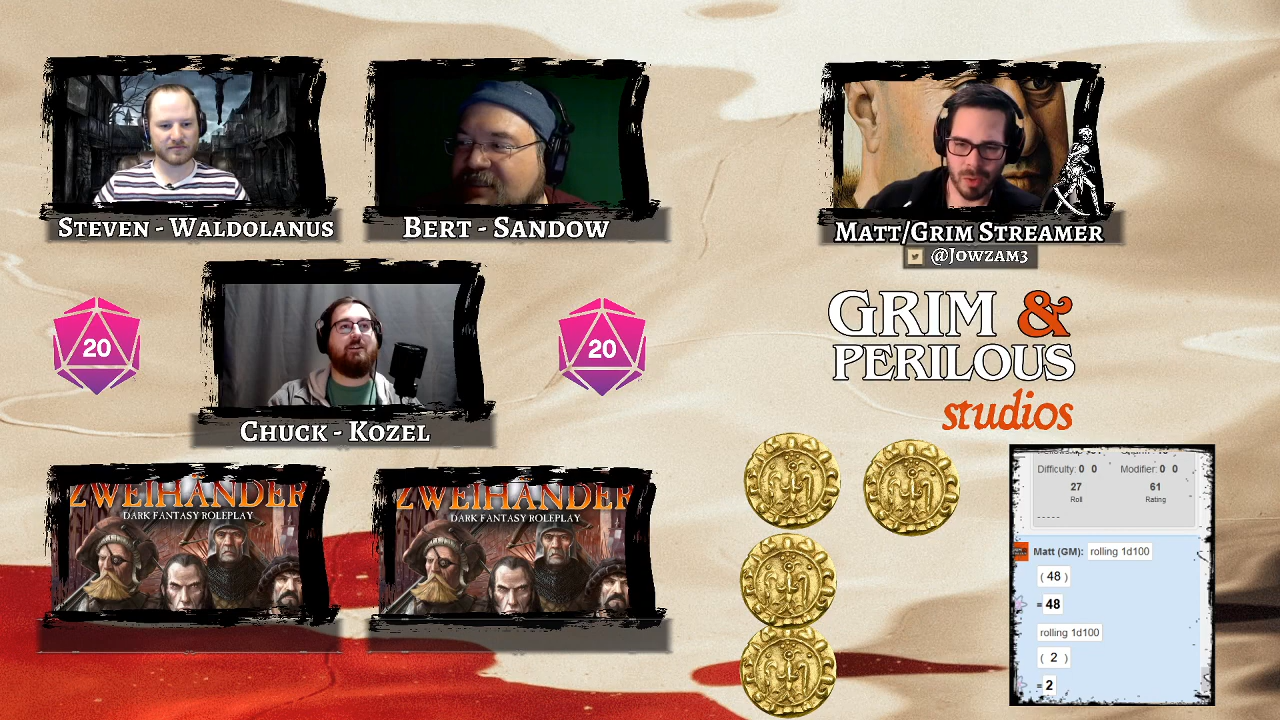 Steven - Waldolanus
Bert - Sandow
Matt/Grim Streamer
@Jowzam3
20
Chuck - Kozel
20
GRIM &
PERILOUS
studios
ZWEIHÄNDER
DARK FANTASY ROLEPLAY
ZWEIHÄNDER
DARK FANTASY ROLEPLAY
Difficulty: 0 0 Modifier: 0 0
27 61
Roll Rating
-----
Matt (GM): rolling 1d100
( 48 )
= 48
rolling 1d100
( 2 )
= 2